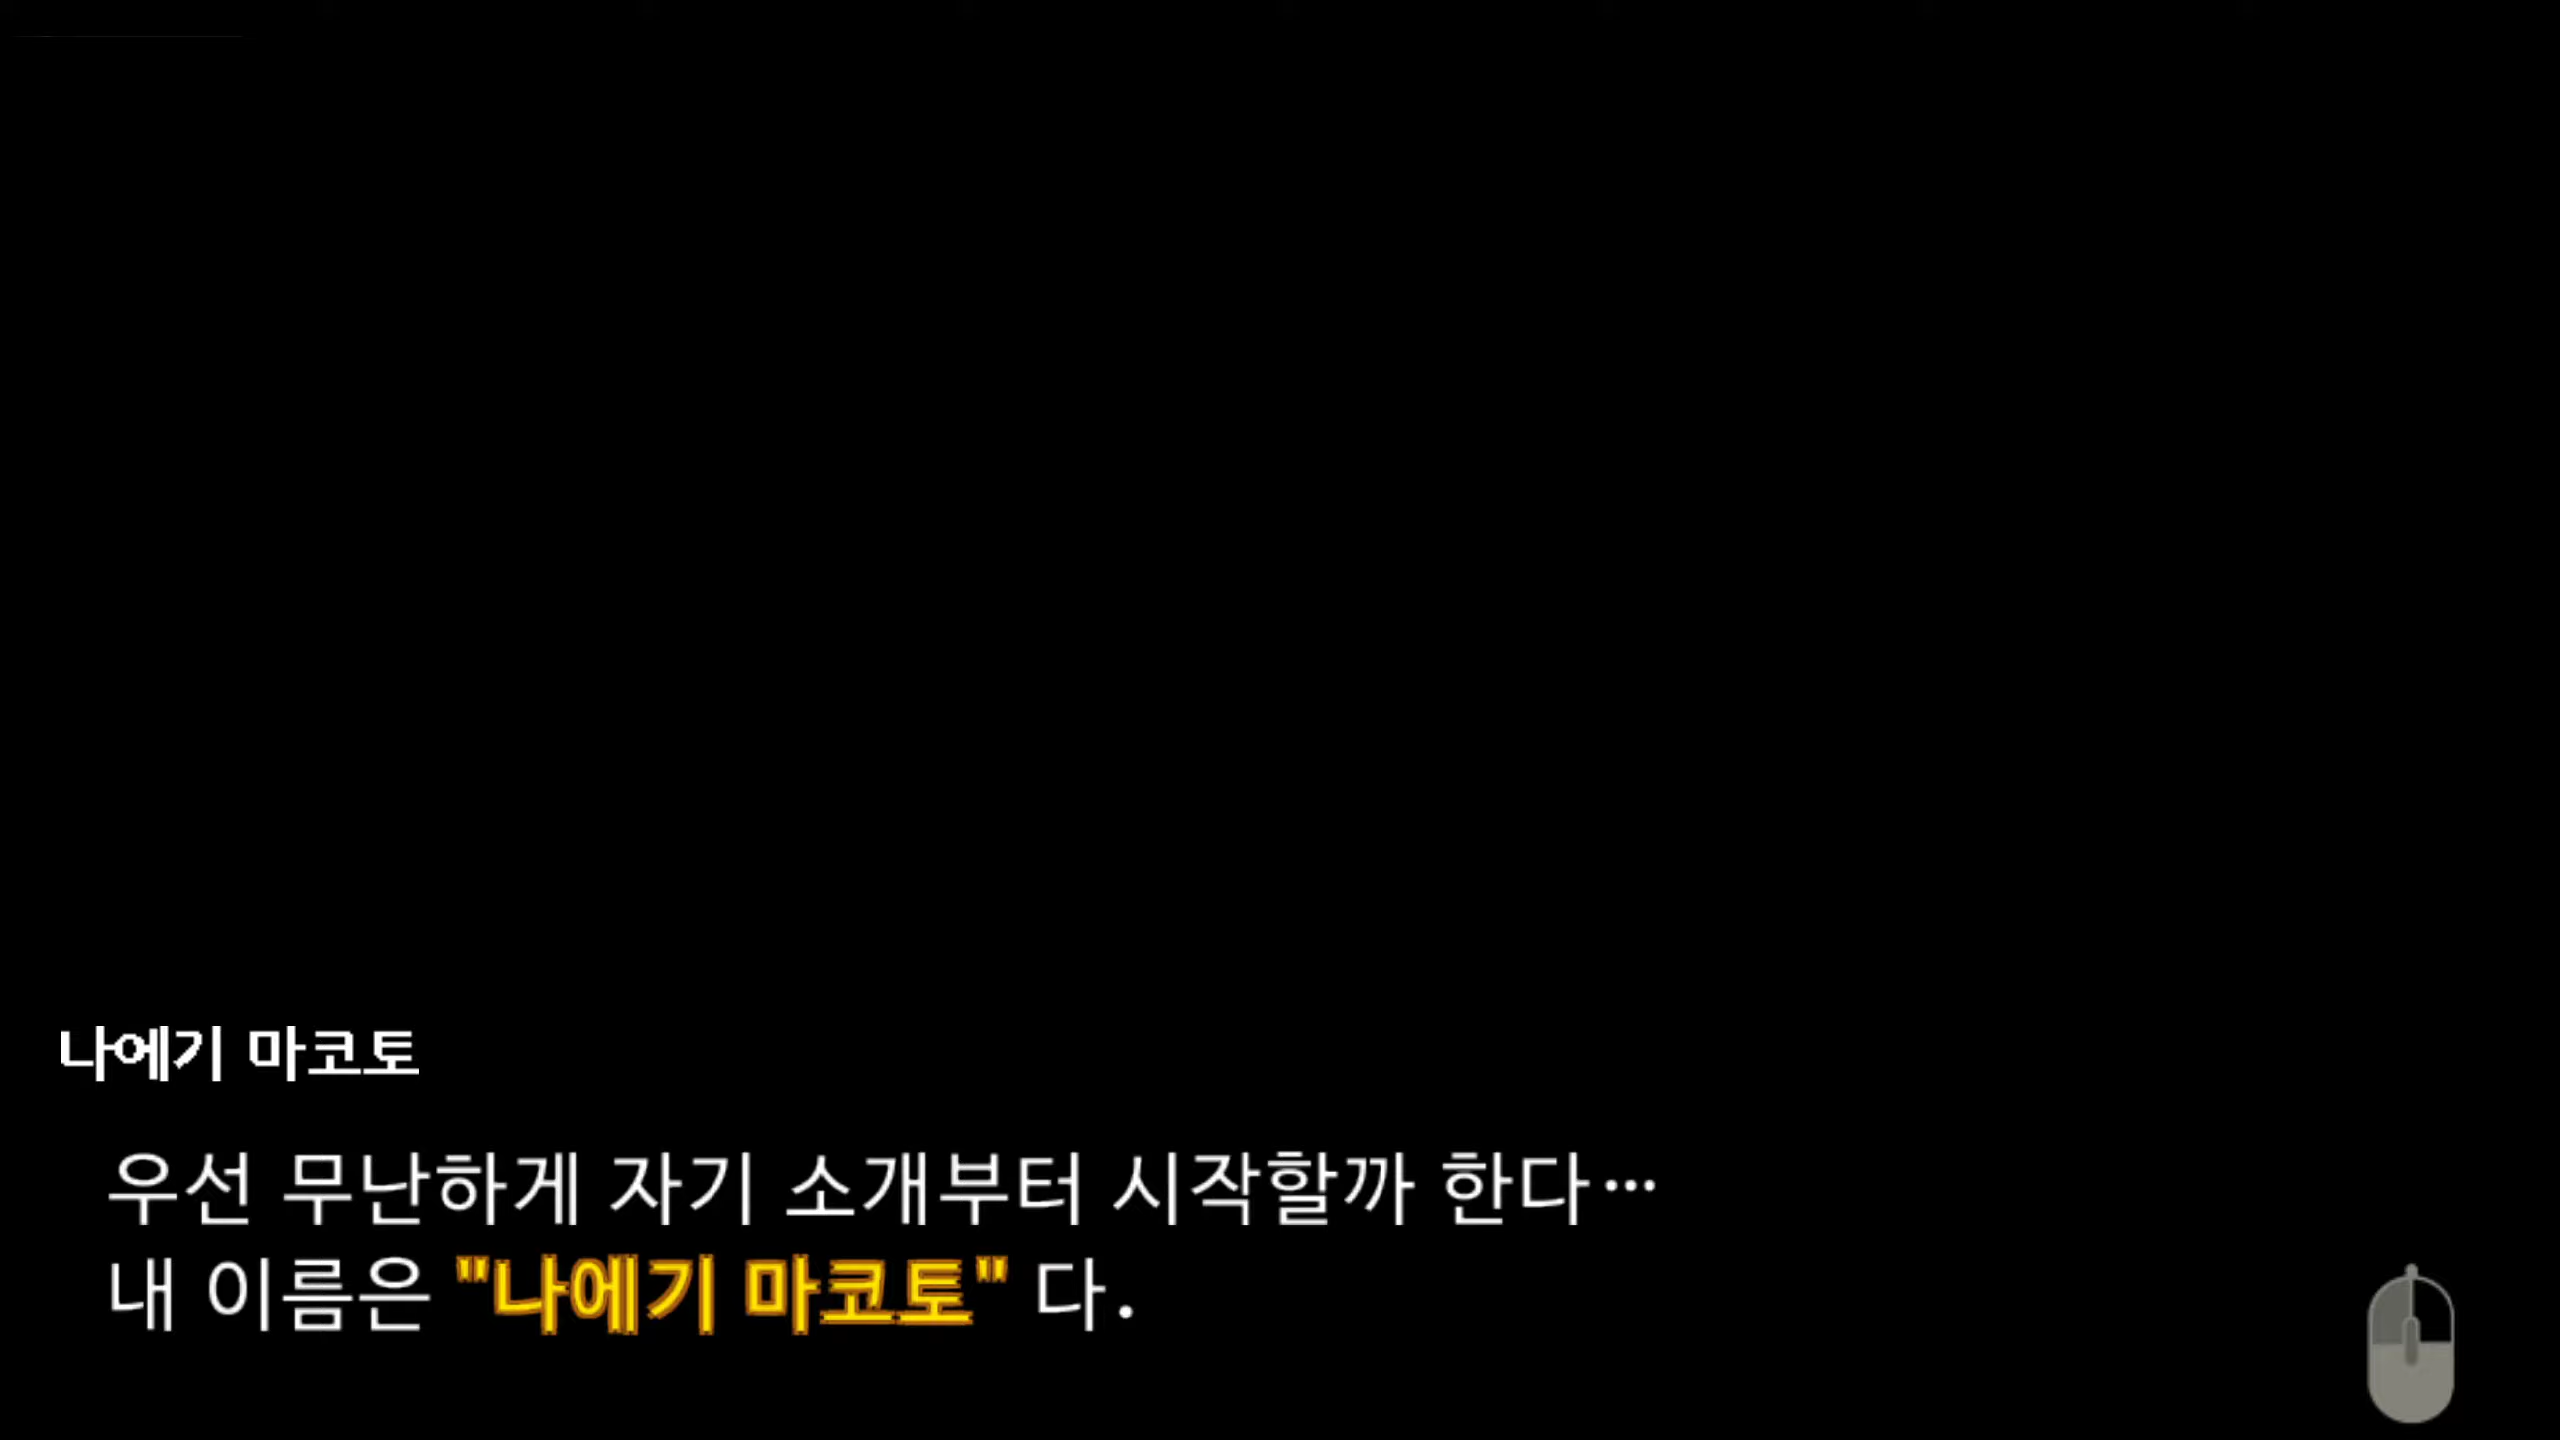 나에기 마코토
우선 무난하게 자기 소개부터 시작할까 한다…
내 이름은 "나에기 마코토" 다.